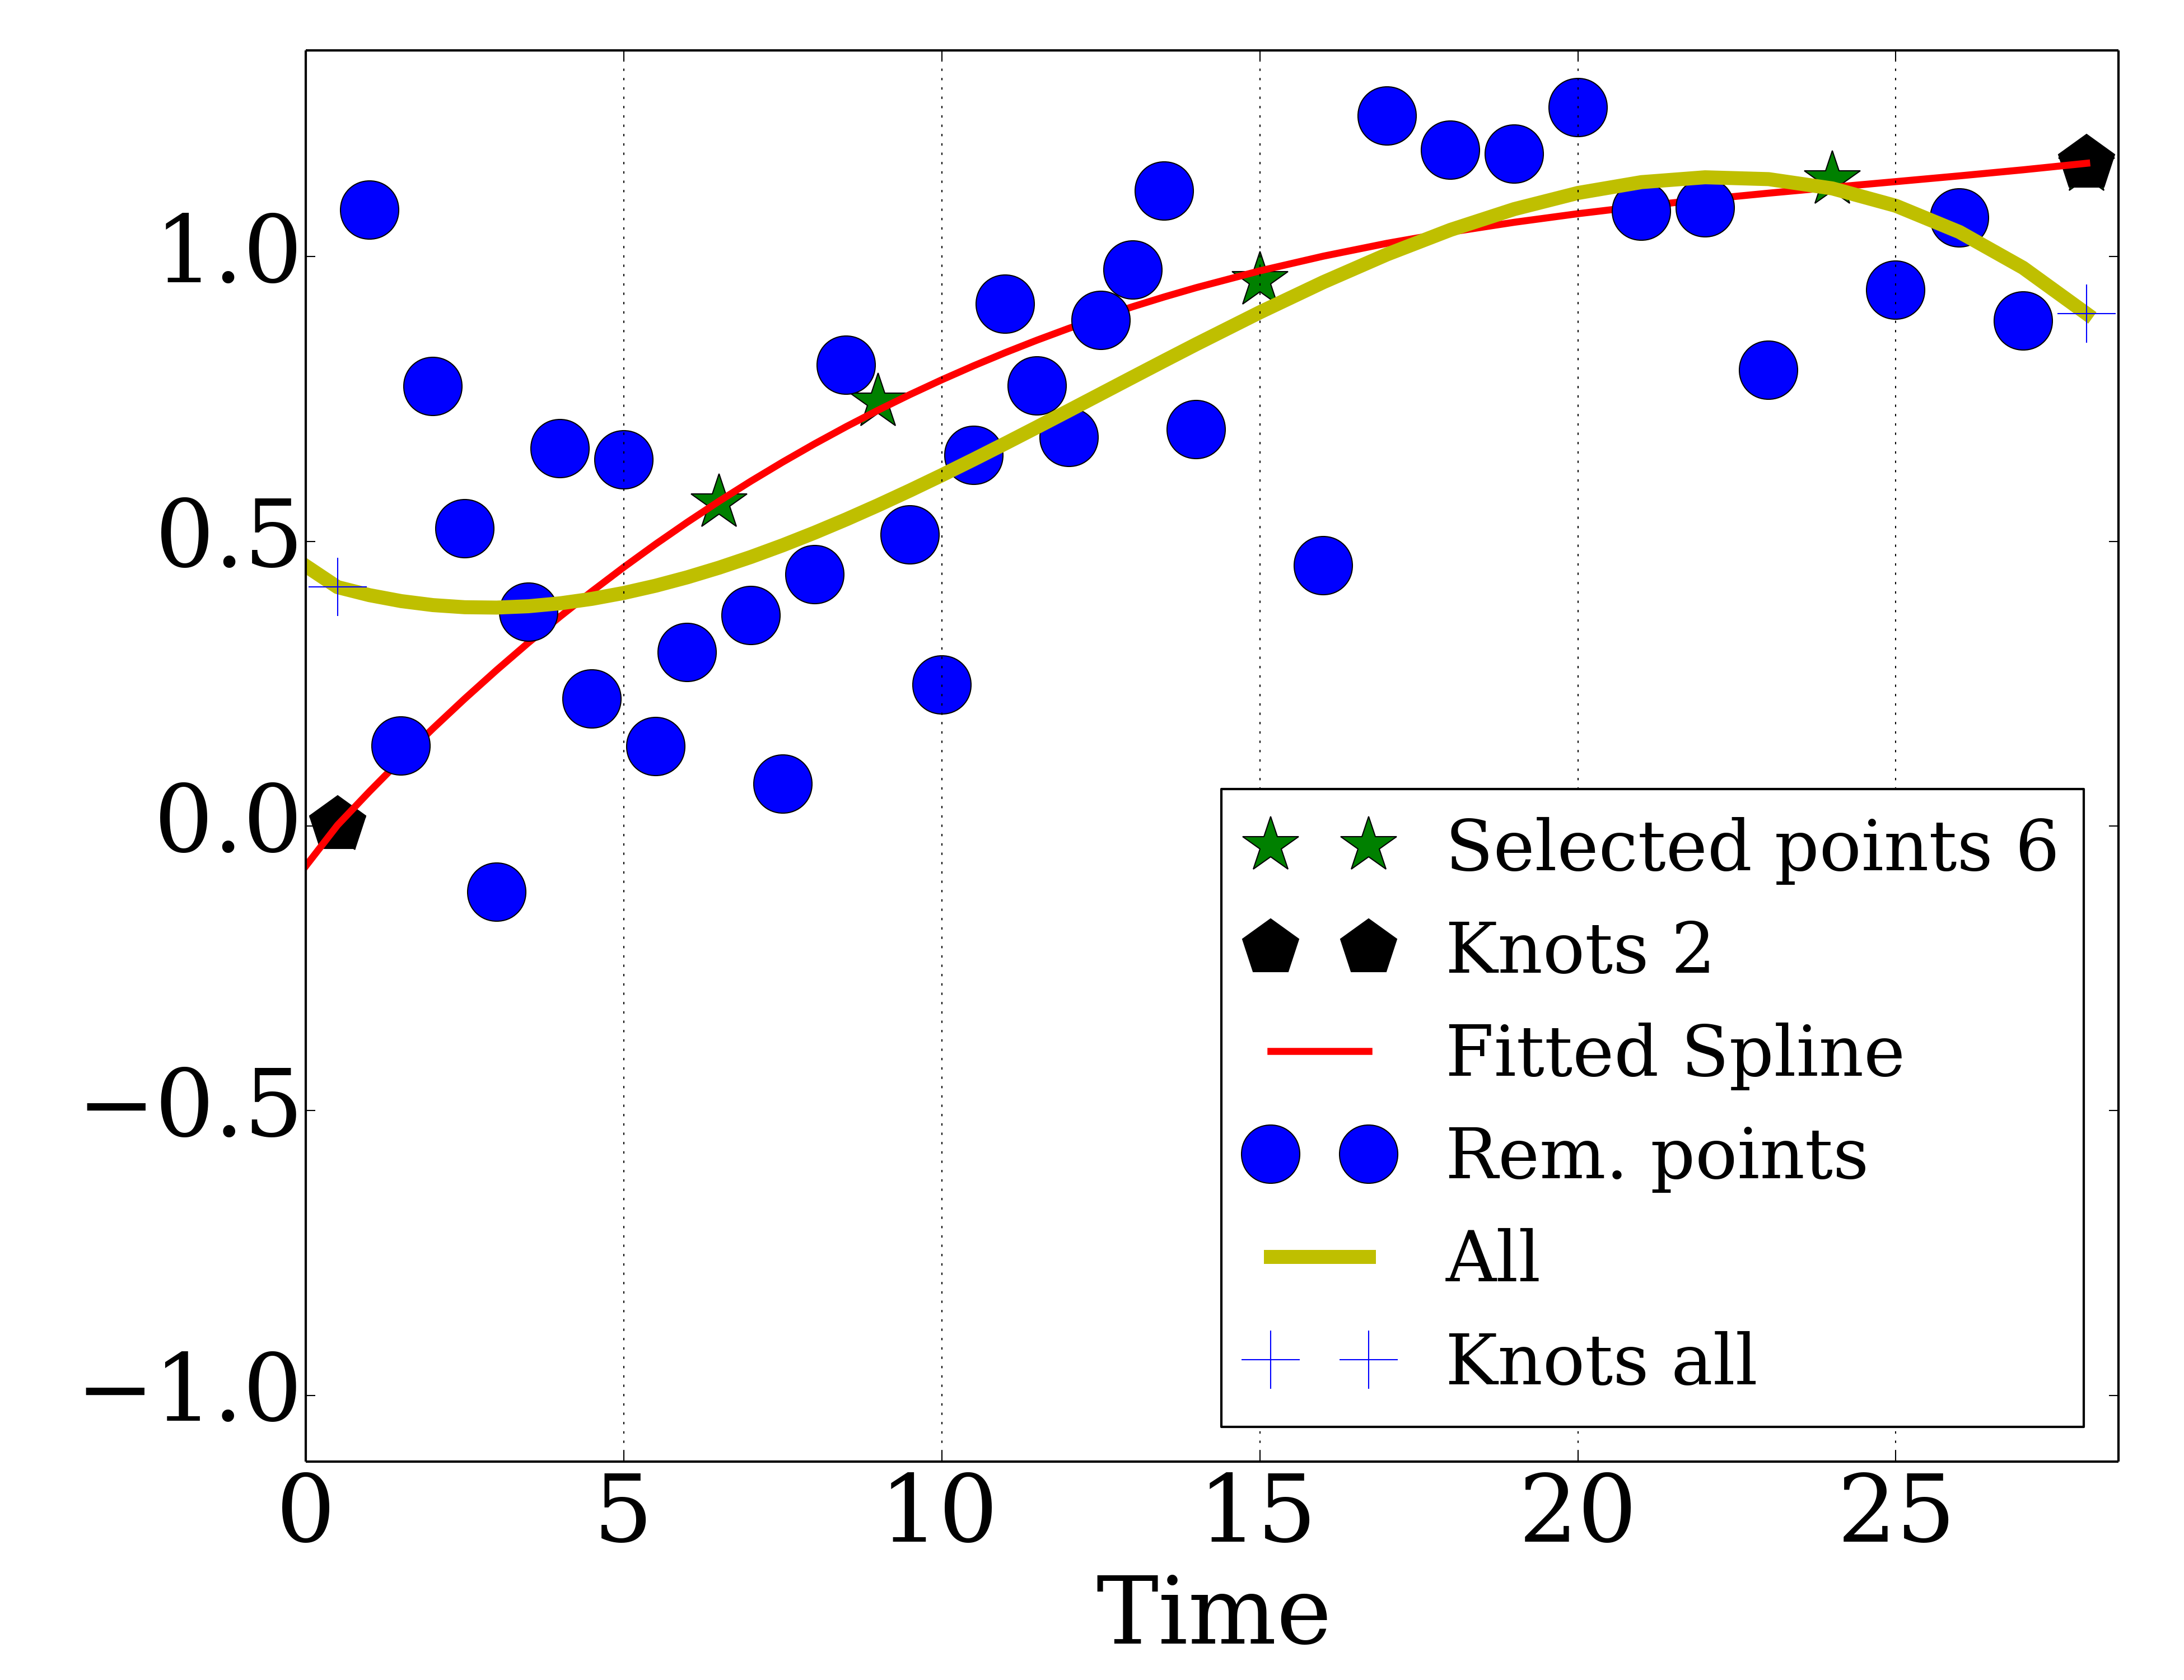 1.0
0.5
0.0
−0.5
−1.0
Selected points 6
Knots 2
Fitted Spline
Rem. points
All
Knots all
0 5 10 15 20 25
Time